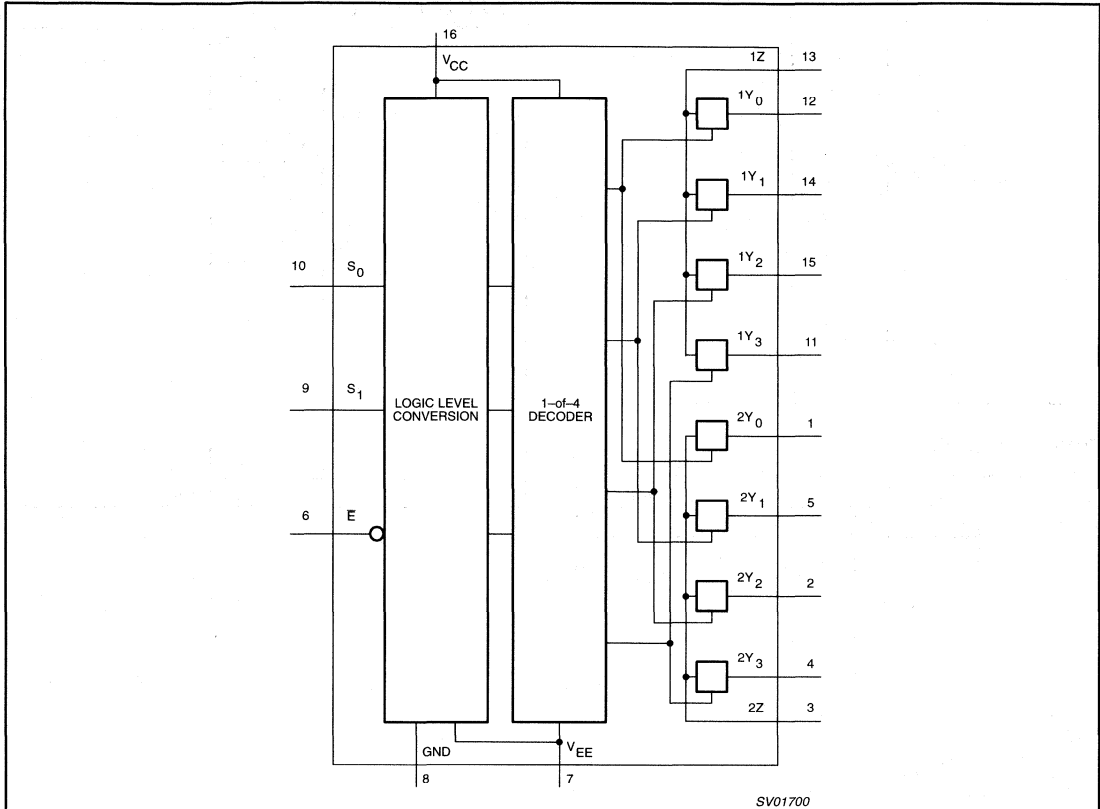 16
VCC
1Z 13
1Y0 12
1Y1 14
1Y2 15
10 S0
1Y3 11
9 S1
LOGIC LEVEL
CONVERSION
1–of–4
DECODER
2Y0 1
6 E̅
2Y1 5
2Y2 2
2Y3 4
2Z 3
GND
VEE
8
7
SV01700